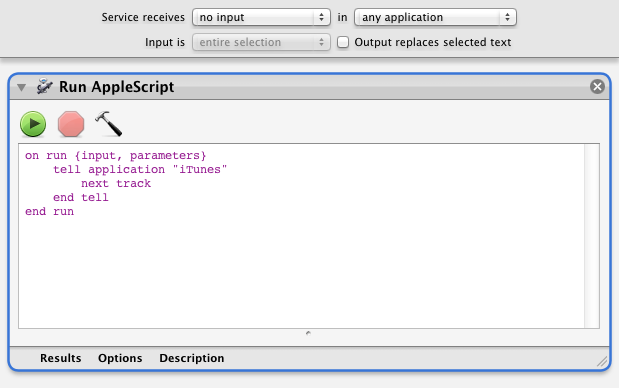 Service receives no input in any application
Input is entire selection Output replaces selected text
Run AppleScript
on run {input, parameters}
    tell application "iTunes"
        next track
    end tell
end run
Results Options Description